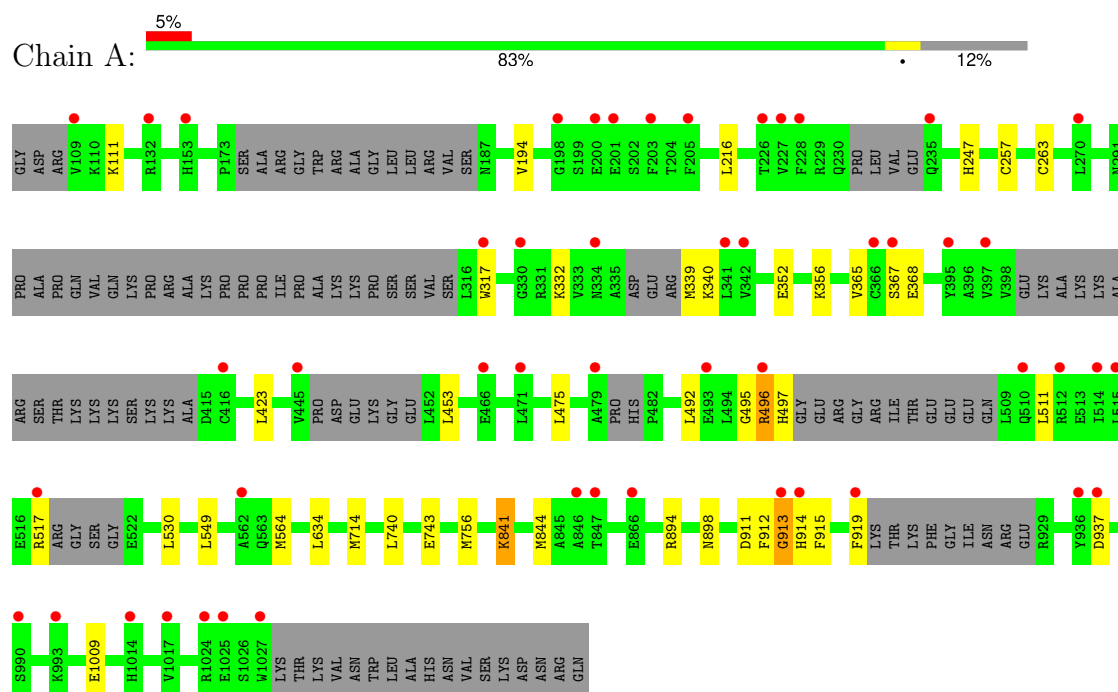 5%
Chain A:
83%
•
12%
GLY ASP ARG V109 K110 K111 R132 H153 P173 SER ALA ARG GLY TRP ARG ALA GLY LEU LEU ARG VAL SER N187 V194 G198 S199 E200 E201 S202 F203 T204 F205 L216 T226 V227 F228 R229 Q230 PRO LEU VAL GLU Q235 H247 C257 C263 L270 N291
PRO ALA PRO GLN VAL GLN LYS PRO ARG ALA LYS PRO PRO PRO ILE PRO ALA LYS LYS PRO SER SER VAL SER L316 W317 G330 R331 K332 V333 N334 A335 ASP GLU ARG M339 K340 L341 V342 E352 K356 V365 C366 S367 E368 Y395 A396 V397 V398 GLU LYS ALA LYS LYS ALA
ARG SER THR LYS LYS LYS SER LYS LYS ALA D415 C416 L423 V445 PRO ASP GLU LYS GLY GLU L452 L453 E466 L471 L475 A479 PRO HIS P482 L492 E493 L494 G495 R496 H497 GLY GLU ARG GLY ARG ILE THR GLU GLU GLU GLN L509 Q510 L511 R512 E513 I514 L515
E516 R517 ARG GLY SER GLY E522 L530 L549 A562 Q563 M564 L634 M714 L740 E743 M756 K841 M844 A845 A846 T847 E866 R894 N898 D911 F912 G913 H914 F915 F919 LYS THR LYS PHE GLY ILE ASN ARG GLU R929 Y936 D937
S990 K993 E1009 H1014 V1017 R1024 E1025 S1026 W1027 LYS THR LYS VAL ASN TRP LEU ALA HIS ASN VAL SER LYS ASP ASN ARG GLN